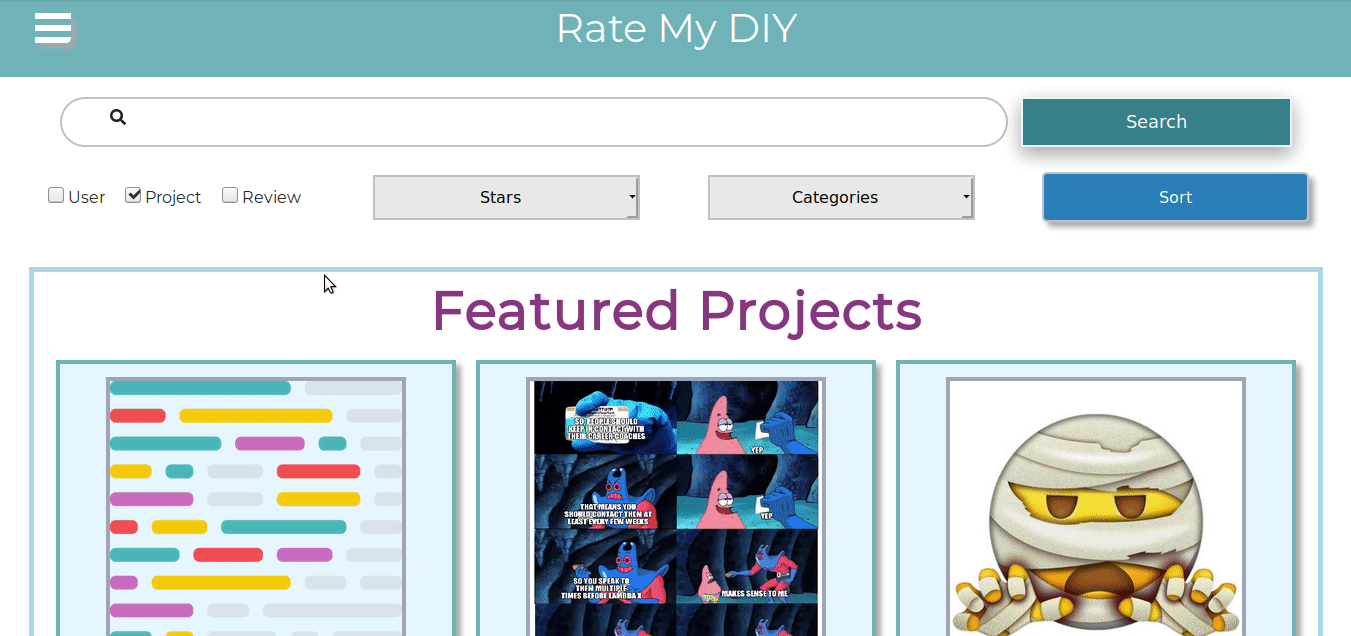 Rate My DIY
Search
User
Project
Review
Stars
Categories
Sort
Featured Projects
SO, PEOPLE SHOULD
KEEP IN CONTACT WITH
THEIR CAREER COACHES
YEP
THAT MEANS YOU
SHOULD CONTACT THEM AT
LEAST EVERY FEW WEEKS
YEP
SO YOU SPEAK TO
THEM MULTIPLE
TIMES BEFORE LAMBDA X
MAKES SENSE TO ME